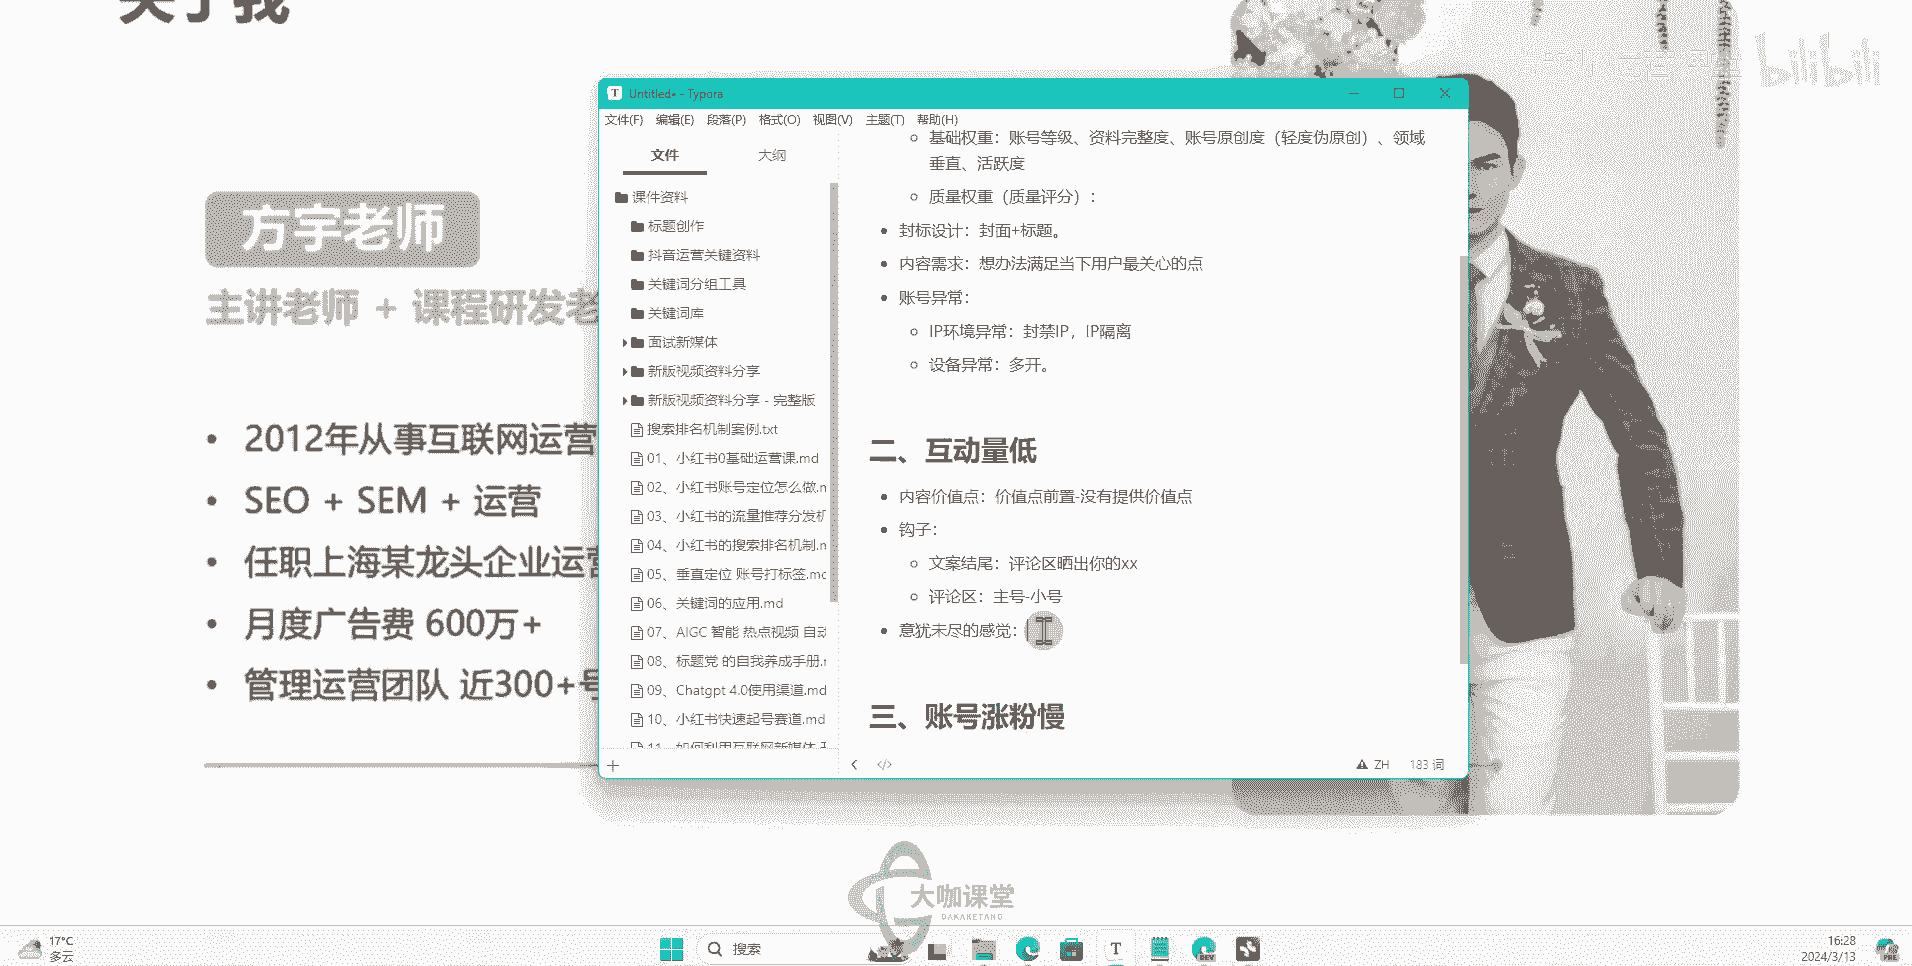 关于我
bilibili
方宇老师
主讲老师 + 课程研发老
2012年从事互联网运营
SEO + SEM + 运营
任职上海某龙头企业运营
月度广告费 600万+
管理运营团队 近300+号
Untitled• - Typora
文件(F) 编辑(E) 段落(P) 格式(O) 视图(V) 主题(T) 帮助(H)
文件 大纲
课件资料
标题创作
抖音运营关键资料
关键词分组工具
关键词库
面试新媒体
新版视频资料分享
新版视频资料分享 - 完整版
搜索排名机制案例.txt
01、小红书0基础运营课.md
02、小红书账号定位怎么做.m
03、小红书的流量推荐分发机
04、小红书的搜索排名机制.m
05、垂直定位 账号打标签.md
06、关键词的应用.md
07、AIGC 智能 热点视频 自动
08、标题党 的自我养成手册.m
09、Chatgpt 4.0使用渠道.md
10、小红书快速起号赛道.md
11、如何利用互联网新媒体
基础权重：账号等级、资料完整度、账号原创度（轻度伪原创）、领域
垂直、活跃度
质量权重（质量评分）：
封标设计：封面+标题。
内容需求：想办法满足当下用户最关心的点
账号异常：
IP环境异常：封禁IP，IP隔离
设备异常：多开。
二、互动量低
内容价值点：价值点前置-没有提供价值点
钩子：
文案结尾：评论区晒出你的xx
评论区：主号-小号
意犹未尽的感觉：
三、账号涨粉慢
ZH 183 词
大咖课堂
DAKAKETANG
17°C
多云
搜索
16:28
2024/3/13